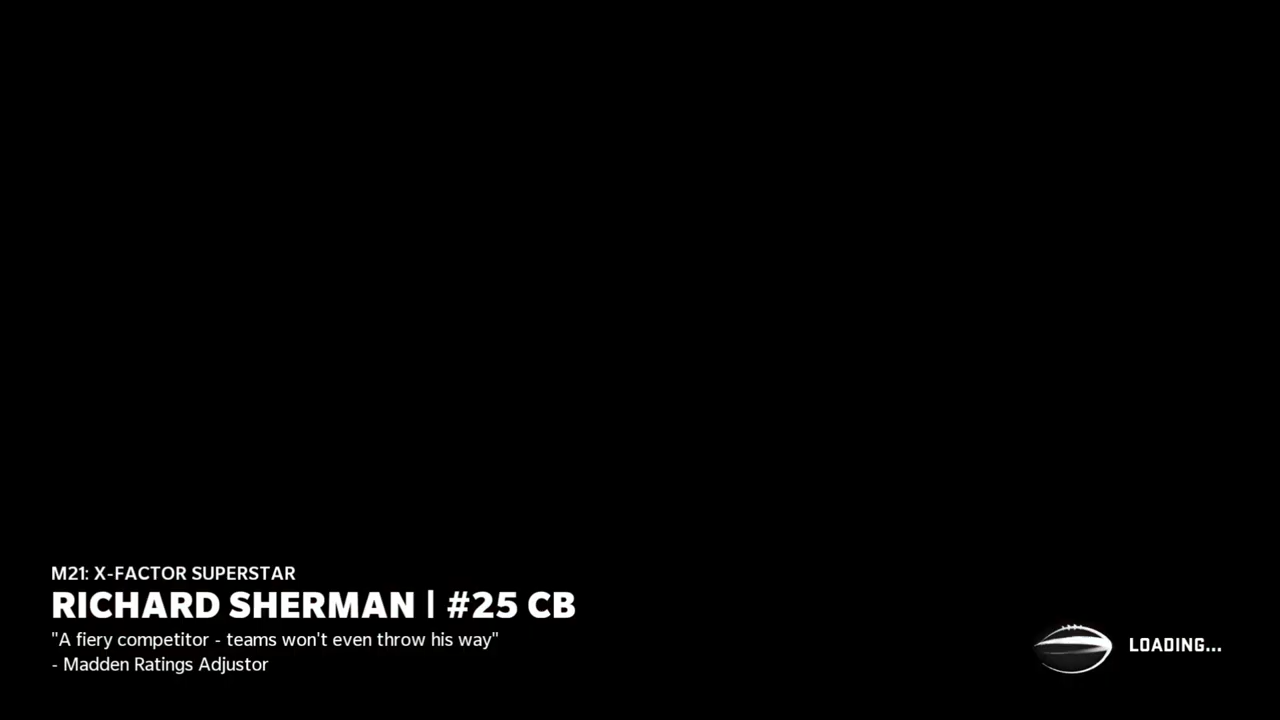 M21: X-FACTOR SUPERSTAR
RICHARD SHERMAN | #25 CB
"A fiery competitor - teams won't even throw his way"
- Madden Ratings Adjustor
LOADING...